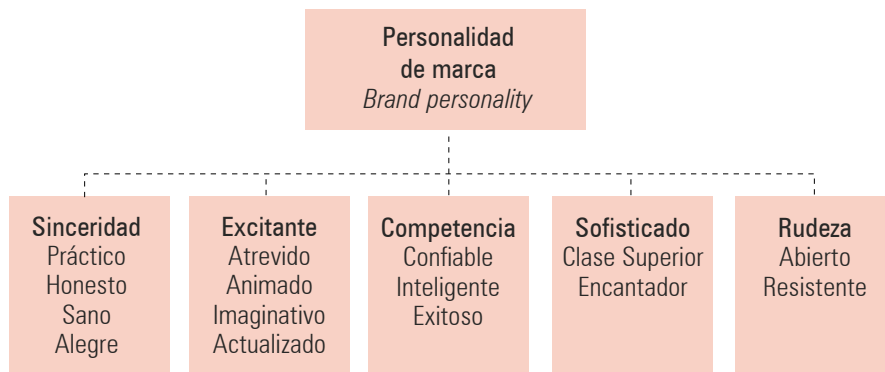 Personalidad
de marca
Brand personality
Sinceridad
Práctico
Honesto
Sano
Alegre
Excitante
Atrevido
Animado
Imaginativo
Actualizado
Competencia
Confiable
Inteligente
Exitoso
Sofisticado
Clase Superior
Encantador
Rudeza
Abierto
Resistente